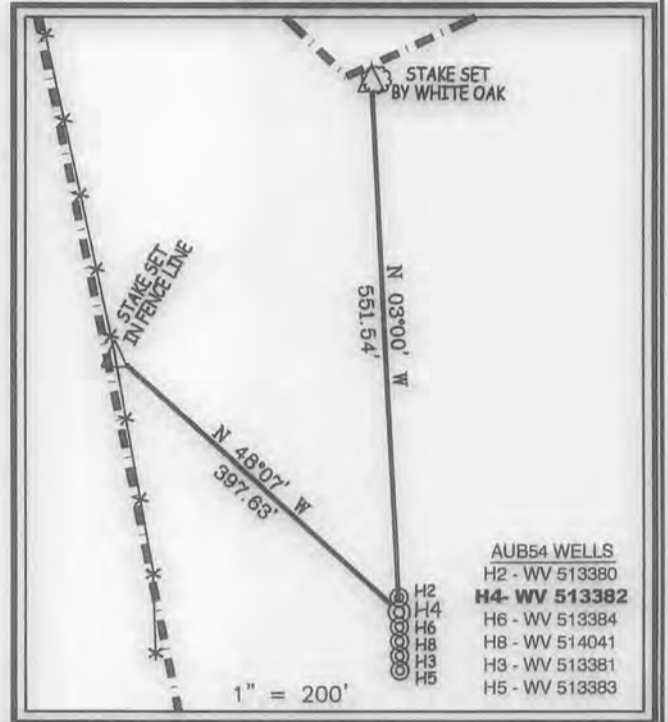 STAKE SET
BY WHITE OAK
STAKE SET
IN FENCE LINE
N 03°00' W
551.54'
N 48°07' W
397.63'
H2
H4
H6
H8
H3
H5
AUB54 WELLS
H2 - WV 513380
H4- WV 513382
H6 - WV 513384
H8 - WV 514041
H3 - WV 513381
H5 - WV 513383
1" = 200'